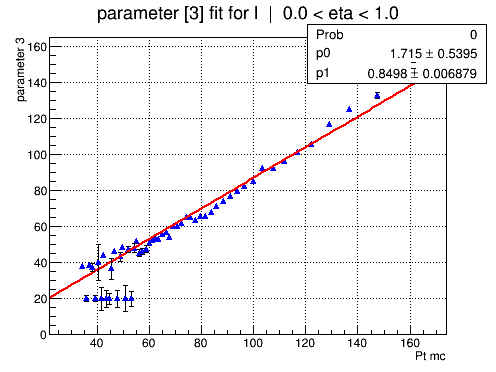 parameter [3] fit for l | 0.0 < eta < 1.0
Prob 0
p0 1.715 ± 0.5395
p1 0.8498 ± 0.006879
parameter 3
160
140
120
100
80
60
40
20
0
40 60 80 100 120 140 160
Pt mc